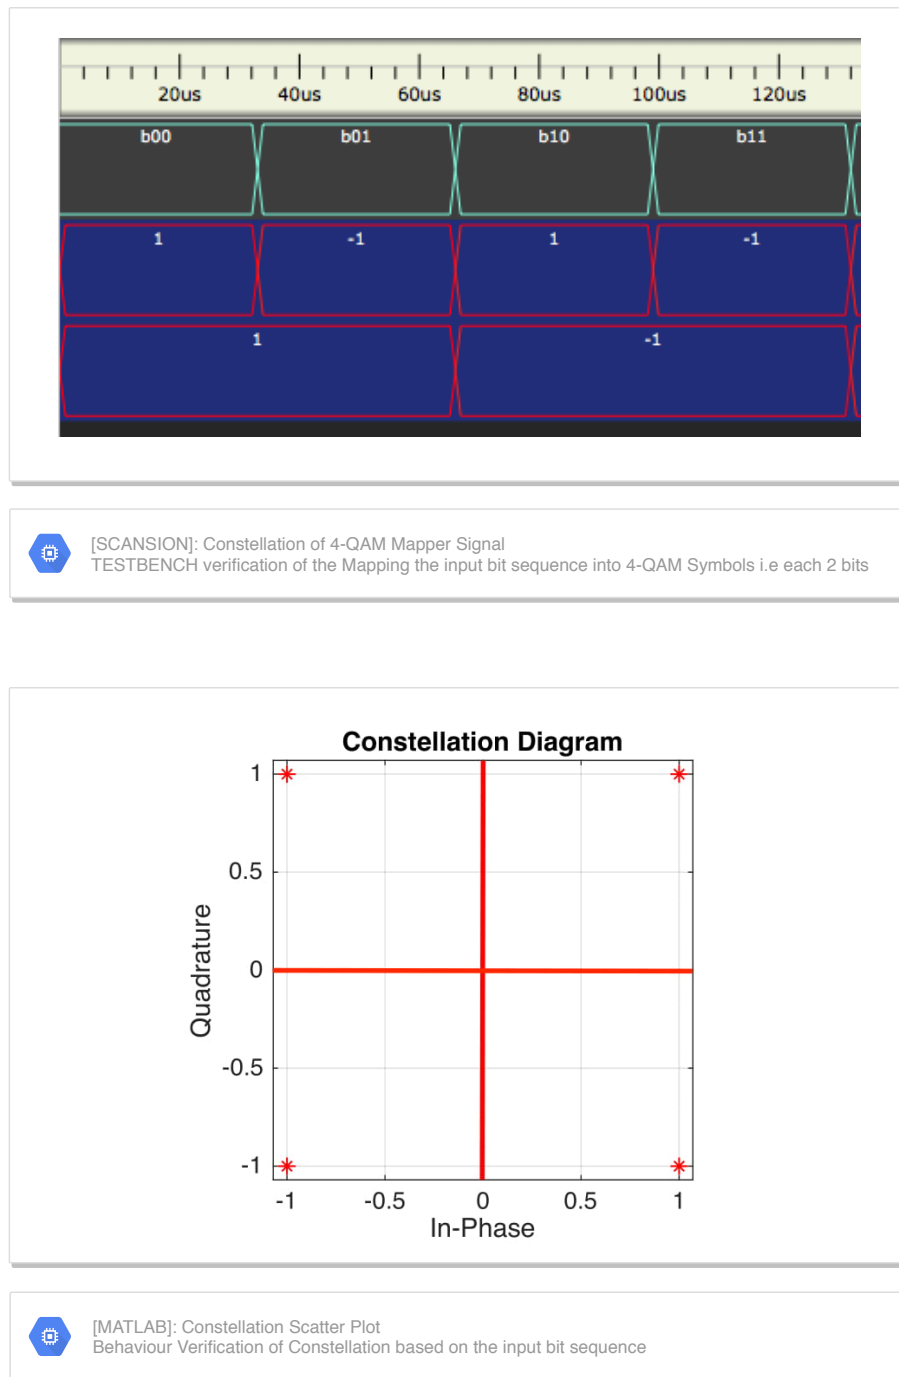 20us 40us 60us 80us 100us 120us
b00 b01 b10 b11
1 -1 1 -1
1 -1
[SCANSION]: Constellation of 4-QAM Mapper Signal
TESTBENCH verification of the Mapping the input bit sequence into 4-QAM Symbols i.e each 2 bits
Constellation Diagram
1
0.5
0
-0.5
-1
Quadrature
-1 -0.5 0 0.5 1
In-Phase
[MATLAB]: Constellation Scatter Plot
Behaviour Verification of Constellation based on the input bit sequence